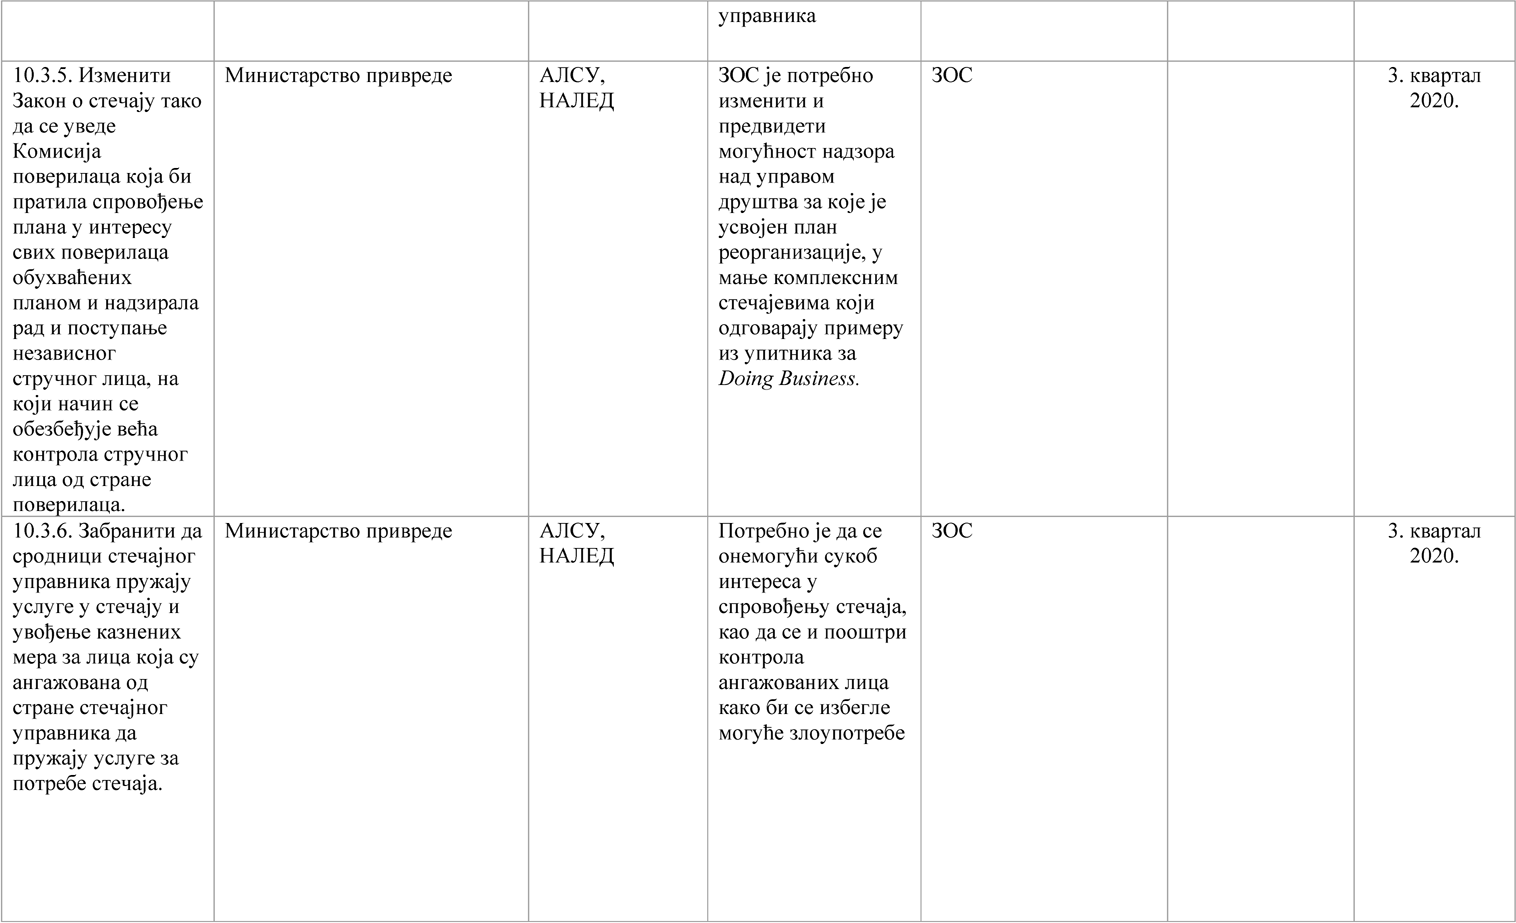 управника
10.3.5. Изменити
Закон о стечају тако
да се уведе
Комисија
поверилаца која би
пратила спровођење
плана у интересу
свих поверилаца
обухваћених
планом и надзирала
рад и поступање
независног
стручног лица, на
који начин се
обезбеђује већа
контрола стручног
лица од стране
поверилаца.
Министарство привреде
АЛСУ,
НАЛЕД
ЗОС је потребно
изменити и
предвидети
могућност надзора
над управом
друштва за које је
усвојен план
реорганизације, у
мање комплексним
стечајевима који
одговарају примеру
из упитника за
Doing Business.
ЗОС
3. квартал
2020.
10.3.6. Забранити да
сродници стечајног
управника пружају
услуге у стечају и
увођење казнених
мера за лица која су
ангажована од
стране стечајног
управника да
пружају услуге за
потребе стечаја.
Министарство привреде
АЛСУ,
НАЛЕД
Потребно је да се
онемогући сукоб
интереса у
спровођењу стечаја,
као да се и пооштри
контрола
ангажованих лица
како би се избегле
могуће злоупотребе
ЗОС
3. квартал
2020.